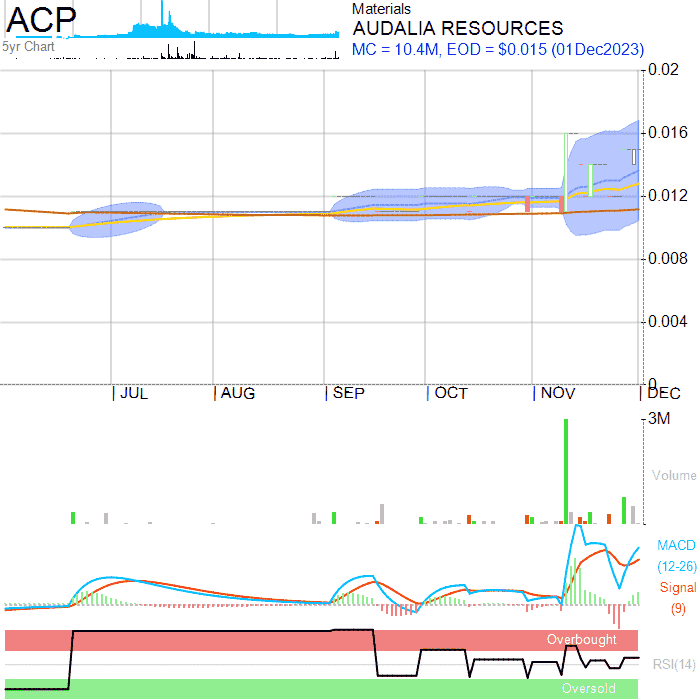 ACP
5yr Chart
Materials
AUDALIA RESOURCES
MC = 10.4M, EOD = $0.015 (01Dec2023)
0.02
0.016
0.012
0.008
0.004
0
JUL AUG SEP OCT NOV DEC
3M
Volume
MACD
(12-26)
Signal
(9)
Overbought
RSI(14)
Oversold